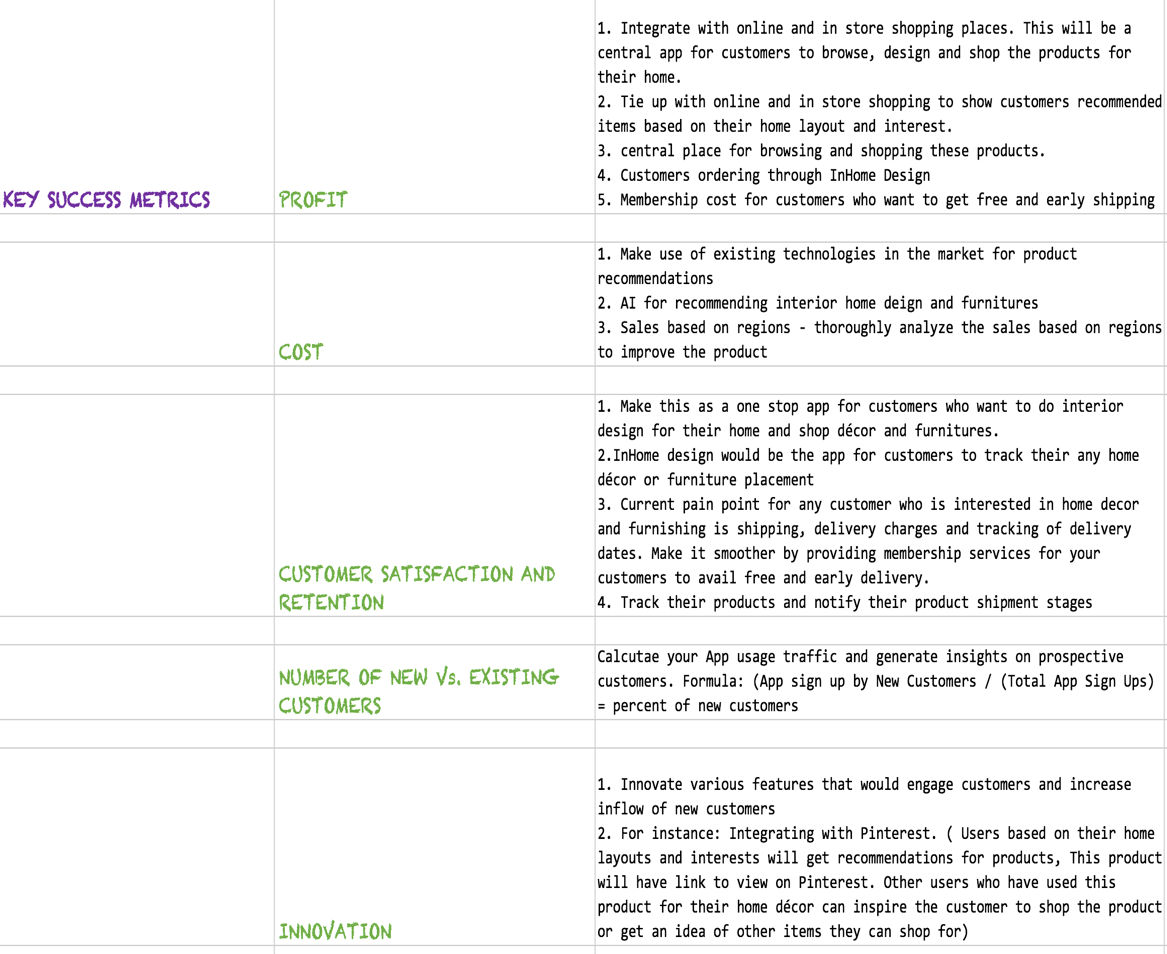 1. Integrate with online and in store shopping places. This will be a
central app for customers to browse, design and shop the products for
their home.
2. Tie up with online and in store shopping to show customers recommended
items based on their home layout and interest.
3. central place for browsing and shopping these products.
4. Customers ordering through InHome Design
KEY SUCCESS METRICS PROFIT 5. Membership cost for customers who want to get free and early shipping
1. Make use of existing technologies in the market for product
recommendations
2. AI for recommending interior home deign and furnitures
3. Sales based on regions - thoroughly analyze the sales based on regions
COST to improve the product
1. Make this as a one stop app for customers who want to do interior
design for their home and shop décor and furnitures.
2.InHome design would be the app for customers to track their any home
décor or furniture placement
3. Current pain point for any customer who is interested in home decor
and furnishing is shipping, delivery charges and tracking of delivery
dates. Make it smoother by providing membership services for your
CUSTOMER SATISFACTION AND customers to avail free and early delivery.
RETENTION 4. Track their products and notify their product shipment stages
Calcutae your App usage traffic and generate insights on prospective
NUMBER OF NEW Vs. EXISTING customers. Formula: (App sign up by New Customers / (Total App Sign Ups)
CUSTOMERS = percent of new customers
1. Innovate various features that would engage customers and increase
inflow of new customers
2. For instance: Integrating with Pinterest. ( Users based on their home
layouts and interests will get recommendations for products, This product
will have link to view on Pinterest. Other users who have used this
product for their home décor can inspire the customer to shop the product
INNOVATION or get an idea of other items they can shop for)